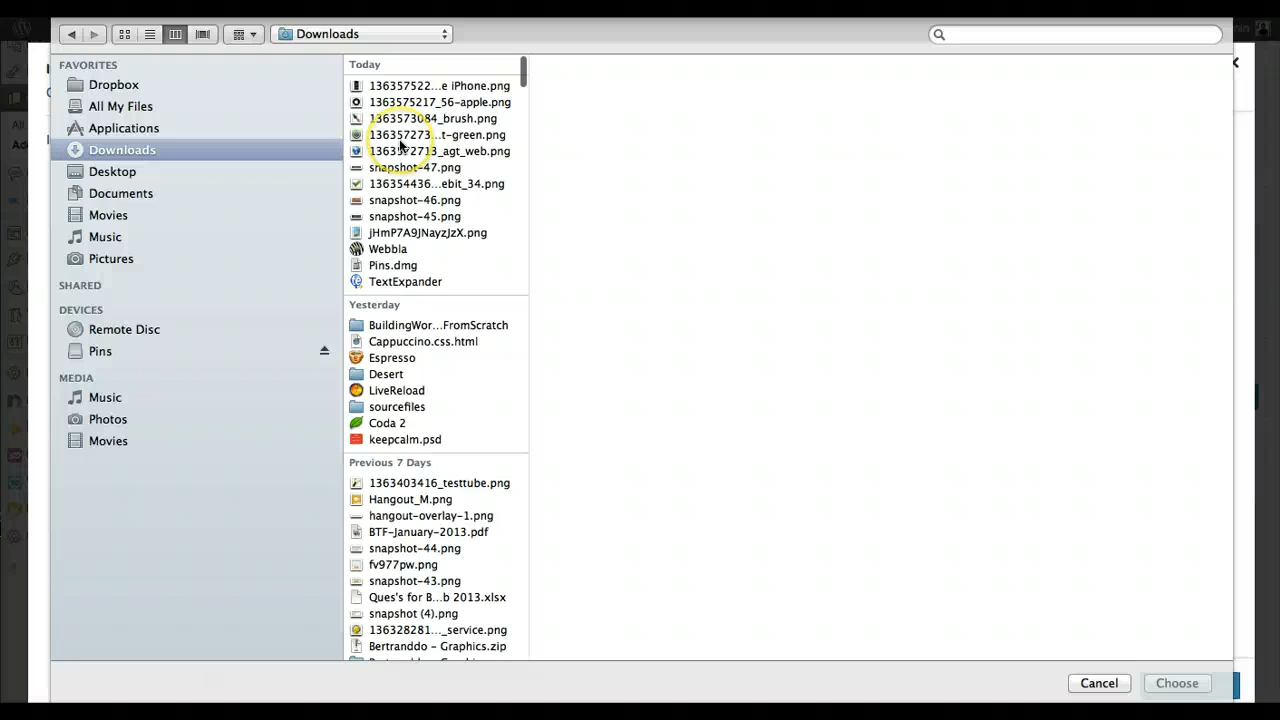 Downloads
FAVORITES
Dropbox
All My Files
Applications
Downloads
Desktop
Documents
Movies
Music
Pictures
SHARED
DEVICES
Remote Disc
Pins
MEDIA
Music
Photos
Movies
Today
136357522...e iPhone.png
1363575217_56-apple.png
1363573084_brush.png
136357273...t-green.png
1363572713_agt_web.png
snapshot-47.png
136354436...ebit_34.png
snapshot-46.png
snapshot-45.png
jHmP7A9JNayzJzX.png
Webbla
Pins.dmg
TextExpander
Yesterday
BuildingWor...FromScratch
Cappuccino.css.html
Espresso
Desert
LiveReload
sourcefiles
Coda 2
keepcalm.psd
Previous 7 Days
1363403416_testtube.png
Hangout_M.png
hangout-overlay-1.png
BTF-January-2013.pdf
snapshot-44.png
fv977pw.png
snapshot-43.png
Ques's for B...b 2013.xlsx
snapshot (4).png
136328281..._service.png
Bertranddo - Graphics.zip
Cancel
Choose